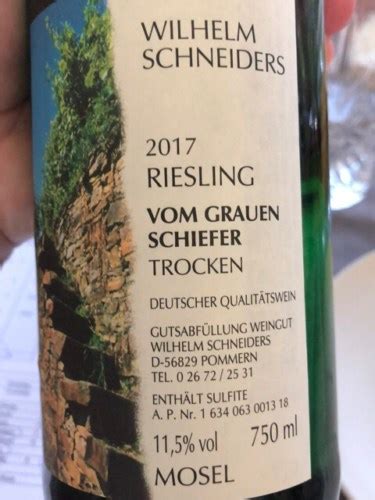 WILHELM
SCHNEIDERS
2017
RIESLING
VOM GRAUEN
SCHIEFER
TROCKEN
DEUTSCHER QUALITÄTSWEIN
GUTSABFÜLLUNG WEINGUT
WILHELM SCHNEIDERS
D-56829 POMMERN
TEL. 0 26 72 / 25 31
ENTHÄLT SULFITE
A. P. Nr. 1 634 063 0013 18
11,5% vol 750 ml
MOSEL